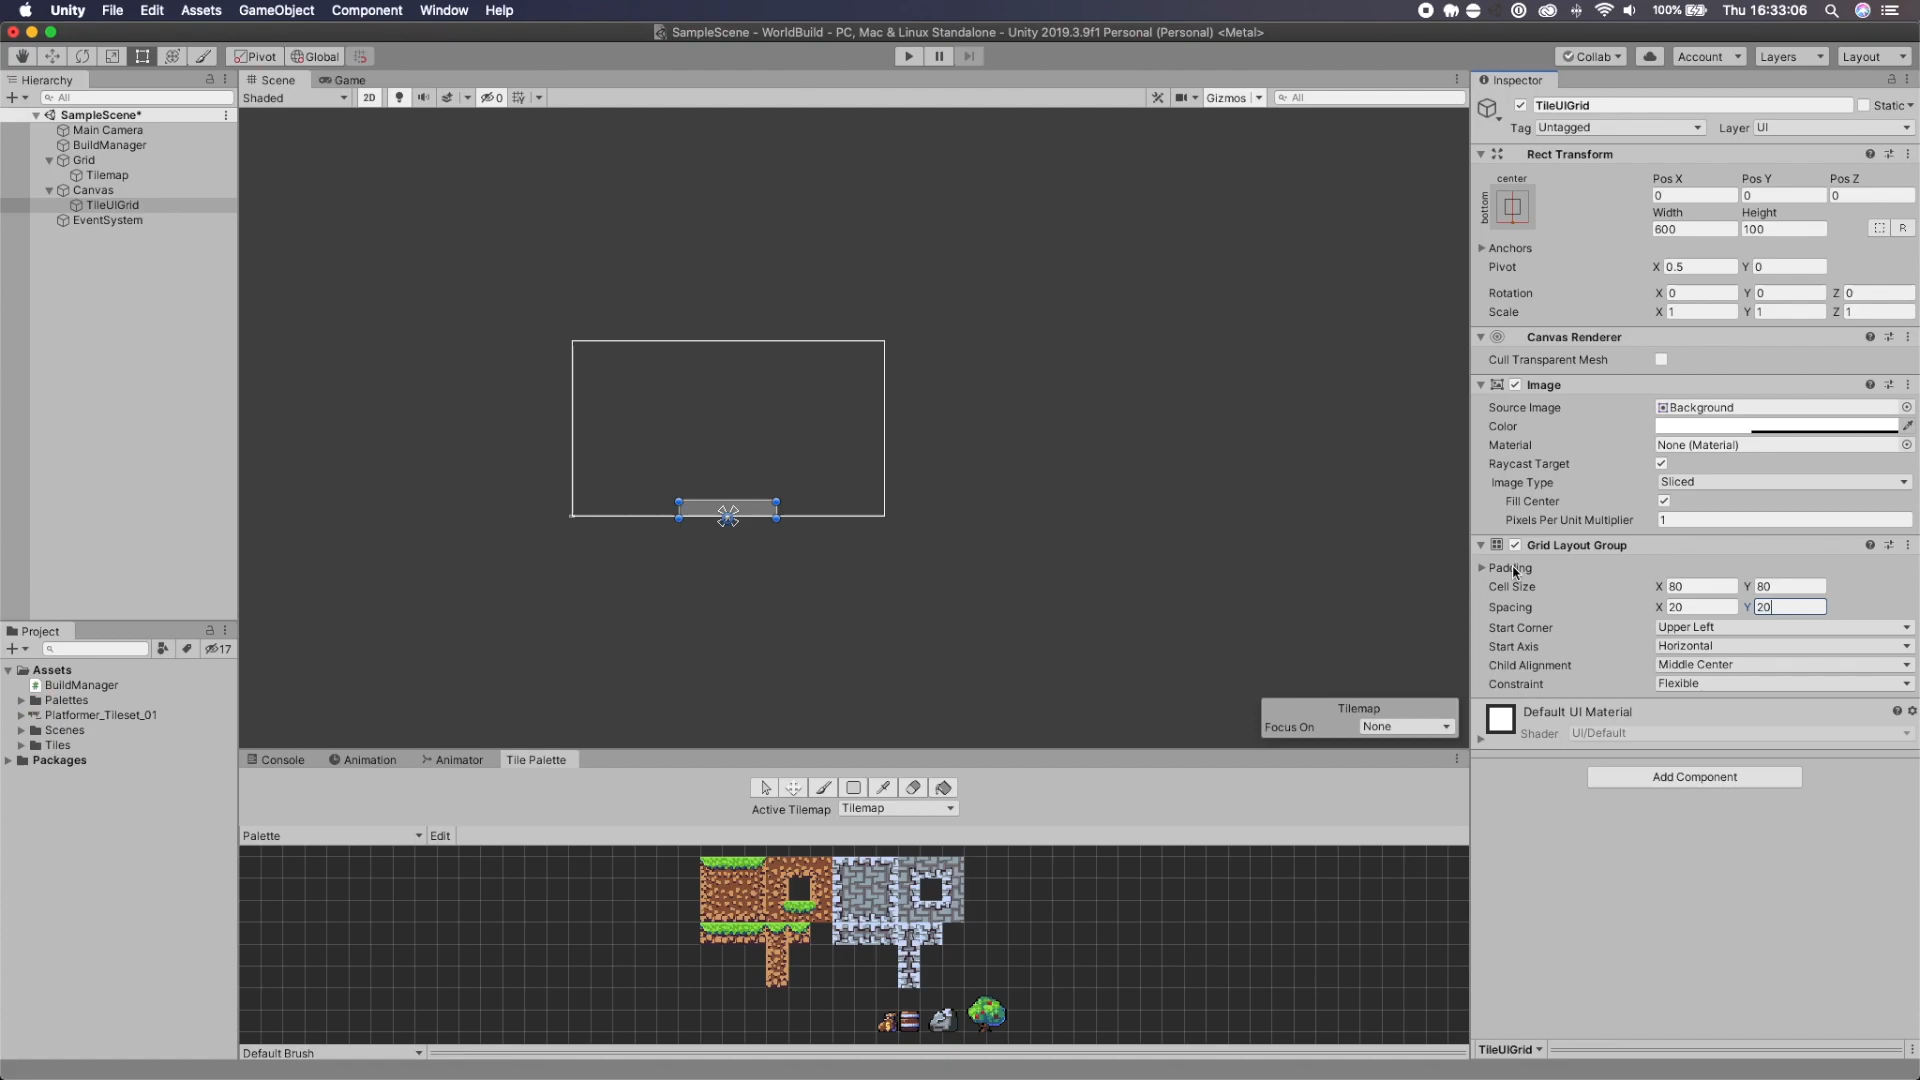 Unity File Edit Assets GameObject Component Window Help 100% Thu 16:33:06
SampleScene - WorldBuild - PC, Mac & Linux Standalone - Unity 2019.3.9f1 Personal (Personal) <Metal>
Pivot Global Collab Account Layers Layout
Hierarchy
All
SampleScene*
Main Camera
BuildManager
Grid
Tilemap
Canvas
TileUIGrid
EventSystem
Scene Game
Shaded 2D 0 Gizmos All
Tilemap
Focus On None
Project
17
Assets
BuildManager
Palettes
Platformer_Tileset_01
Scenes
Tiles
Packages
Console Animation Animator Tile Palette
Active Tilemap Tilemap
Palette Edit
Default Brush
Inspector
TileUIGrid Static
Tag Untagged Layer UI
Rect Transform
center
bottom
Pos X Pos Y Pos Z
0 0 0
Width Height
600 100 R
Anchors
Pivot X 0.5 Y 0
Rotation X 0 Y 0 Z 0
Scale X 1 Y 1 Z 1
Canvas Renderer
Cull Transparent Mesh
Image
Source Image Background
Color
Material None (Material)
Raycast Target
Image Type Sliced
Fill Center
Pixels Per Unit Multiplier 1
Grid Layout Group
Padding
Cell Size X 80 Y 80
Spacing X 20 Y 20
Start Corner Upper Left
Start Axis Horizontal
Child Alignment Middle Center
Constraint Flexible
Default UI Material
Shader UI/Default
Add Component
TileUIGrid